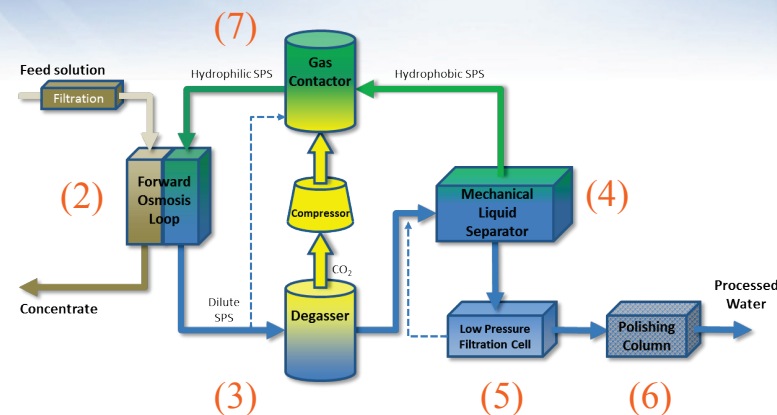 (7)
Feed solution
Filtration
Hydrophilic SPS
Gas
Contactor
Hydrophobic SPS
(2)
Forward
Osmosis
Loop
Compressor
Mechanical
Liquid
Separator
(4)
CO₂
Concentrate
Dilute
SPS
Degasser
Low Pressure
Filtration Cell
Polishing
Column
Processed
Water
(3)
(5)
(6)